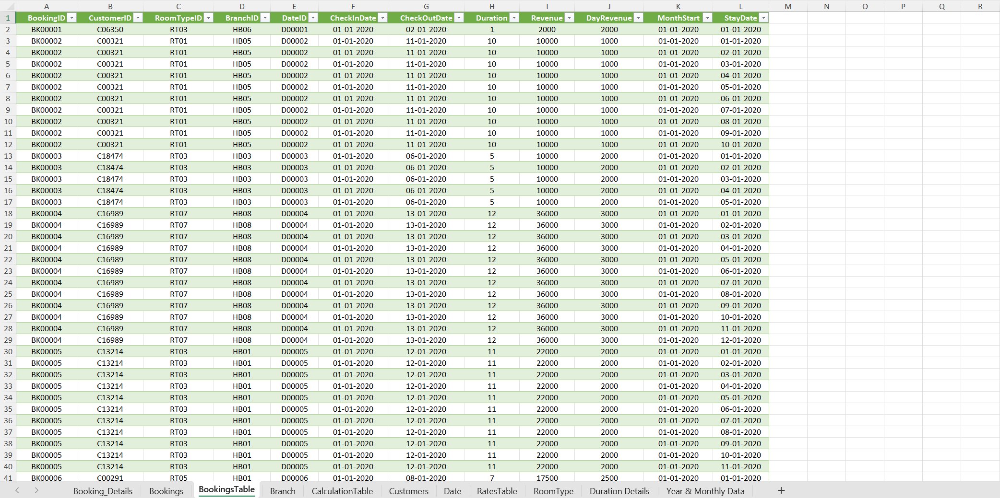 A B C D E F G H I J K L M N O P Q R
1 BookingID CustomerID RoomTypeID BranchID DateID CheckInDate CheckOutDate Duration Revenue DayRevenue MonthStart StayDate
2 BK00001 C06350 RT03 HB06 D00001 01-01-2020 02-01-2020 1 2000 2000 01-01-2020 01-01-2020
3 BK00002 C00321 RT01 HB05 D00002 01-01-2020 11-01-2020 10 10000 1000 01-01-2020 01-01-2020
4 BK00002 C00321 RT01 HB05 D00002 01-01-2020 11-01-2020 10 10000 1000 01-01-2020 02-01-2020
5 BK00002 C00321 RT01 HB05 D00002 01-01-2020 11-01-2020 10 10000 1000 01-01-2020 03-01-2020
6 BK00002 C00321 RT01 HB05 D00002 01-01-2020 11-01-2020 10 10000 1000 01-01-2020 04-01-2020
7 BK00002 C00321 RT01 HB05 D00002 01-01-2020 11-01-2020 10 10000 1000 01-01-2020 05-01-2020
8 BK00002 C00321 RT01 HB05 D00002 01-01-2020 11-01-2020 10 10000 1000 01-01-2020 06-01-2020
9 BK00002 C00321 RT01 HB05 D00002 01-01-2020 11-01-2020 10 10000 1000 01-01-2020 07-01-2020
10 BK00002 C00321 RT01 HB05 D00002 01-01-2020 11-01-2020 10 10000 1000 01-01-2020 08-01-2020
11 BK00002 C00321 RT01 HB05 D00002 01-01-2020 11-01-2020 10 10000 1000 01-01-2020 09-01-2020
12 BK00002 C00321 RT01 HB05 D00002 01-01-2020 11-01-2020 10 10000 1000 01-01-2020 10-01-2020
13 BK00003 C18474 RT03 HB03 D00003 01-01-2020 06-01-2020 5 10000 2000 01-01-2020 01-01-2020
14 BK00003 C18474 RT03 HB03 D00003 01-01-2020 06-01-2020 5 10000 2000 01-01-2020 02-01-2020
15 BK00003 C18474 RT03 HB03 D00003 01-01-2020 06-01-2020 5 10000 2000 01-01-2020 03-01-2020
16 BK00003 C18474 RT03 HB03 D00003 01-01-2020 06-01-2020 5 10000 2000 01-01-2020 04-01-2020
17 BK00003 C18474 RT03 HB03 D00003 01-01-2020 06-01-2020 5 10000 2000 01-01-2020 05-01-2020
18 BK00004 C16989 RT07 HB08 D00004 01-01-2020 13-01-2020 12 36000 3000 01-01-2020 01-01-2020
19 BK00004 C16989 RT07 HB08 D00004 01-01-2020 13-01-2020 12 36000 3000 01-01-2020 02-01-2020
20 BK00004 C16989 RT07 HB08 D00004 01-01-2020 13-01-2020 12 36000 3000 01-01-2020 03-01-2020
21 BK00004 C16989 RT07 HB08 D00004 01-01-2020 13-01-2020 12 36000 3000 01-01-2020 04-01-2020
22 BK00004 C16989 RT07 HB08 D00004 01-01-2020 13-01-2020 12 36000 3000 01-01-2020 05-01-2020
23 BK00004 C16989 RT07 HB08 D00004 01-01-2020 13-01-2020 12 36000 3000 01-01-2020 06-01-2020
24 BK00004 C16989 RT07 HB08 D00004 01-01-2020 13-01-2020 12 36000 3000 01-01-2020 07-01-2020
25 BK00004 C16989 RT07 HB08 D00004 01-01-2020 13-01-2020 12 36000 3000 01-01-2020 08-01-2020
26 BK00004 C16989 RT07 HB08 D00004 01-01-2020 13-01-2020 12 36000 3000 01-01-2020 09-01-2020
27 BK00004 C16989 RT07 HB08 D00004 01-01-2020 13-01-2020 12 36000 3000 01-01-2020 10-01-2020
28 BK00004 C16989 RT07 HB08 D00004 01-01-2020 13-01-2020 12 36000 3000 01-01-2020 11-01-2020
29 BK00004 C16989 RT07 HB08 D00004 01-01-2020 13-01-2020 12 36000 3000 01-01-2020 12-01-2020
30 BK00005 C13214 RT03 HB01 D00005 01-01-2020 12-01-2020 11 22000 2000 01-01-2020 01-01-2020
31 BK00005 C13214 RT03 HB01 D00005 01-01-2020 12-01-2020 11 22000 2000 01-01-2020 02-01-2020
32 BK00005 C13214 RT03 HB01 D00005 01-01-2020 12-01-2020 11 22000 2000 01-01-2020 03-01-2020
33 BK00005 C13214 RT03 HB01 D00005 01-01-2020 12-01-2020 11 22000 2000 01-01-2020 04-01-2020
34 BK00005 C13214 RT03 HB01 D00005 01-01-2020 12-01-2020 11 22000 2000 01-01-2020 05-01-2020
35 BK00005 C13214 RT03 HB01 D00005 01-01-2020 12-01-2020 11 22000 2000 01-01-2020 06-01-2020
36 BK00005 C13214 RT03 HB01 D00005 01-01-2020 12-01-2020 11 22000 2000 01-01-2020 07-01-2020
37 BK00005 C13214 RT03 HB01 D00005 01-01-2020 12-01-2020 11 22000 2000 01-01-2020 08-01-2020
38 BK00005 C13214 RT03 HB01 D00005 01-01-2020 12-01-2020 11 22000 2000 01-01-2020 09-01-2020
39 BK00005 C13214 RT03 HB01 D00005 01-01-2020 12-01-2020 11 22000 2000 01-01-2020 10-01-2020
40 BK00005 C13214 RT03 HB01 D00005 01-01-2020 12-01-2020 11 22000 2000 01-01-2020 11-01-2020
41 BK00006 C00291 RT05 HB01 D00006 01-01-2020 08-01-2020 7 17500 2500 01-01-2020 01-01-2020
Booking_Details Bookings BookingsTable Branch CalculationTable Customers Date RatesTable RoomType Duration Details Year & Monthly Data +